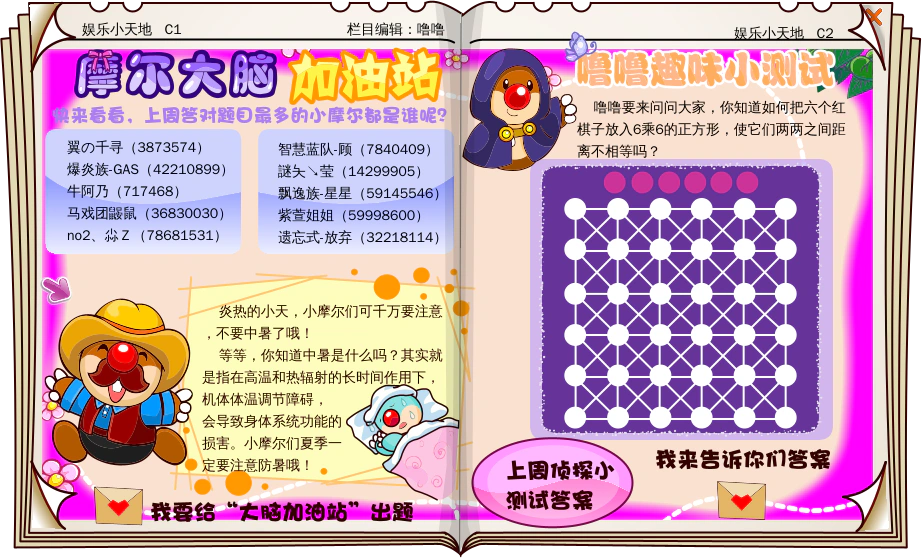 娱乐小天地 C1
栏目编辑：噜噜
摩尔大脑 加油站
快来看看，上周答对题目最多的小摩尔都是谁呢？
翼の千寻（3873574）
爆炎族-GAS（42210899）
牛阿乃（717468）
马戏团鼹鼠（36830030）
no2、尛Z（78681531）
智慧蓝队-顾（7840409）
謎矢↘莹（14299905）
飘逸族-星星（59145546）
紫萱姐姐（59998600）
遗忘式-放弃（32218114）
炎热的小天，小摩尔们可千万要注意
，不要中暑了哦！
等等，你知道中暑是什么吗？其实就
是指在高温和热辐射的长时间作用下，
机体体温调节障碍，
会导致身体系统功能的
损害。小摩尔们夏季一
定要注意防暑哦！
我要给“大脑加油站”出题
娱乐小天地 C2
噜噜趣味小测试
噜噜要来问问大家，你知道如何把六个红
棋子放入6乘6的正方形，使它们两两之间距
离不相等吗？
上周侦探小
测试答案
我来告诉你们答案